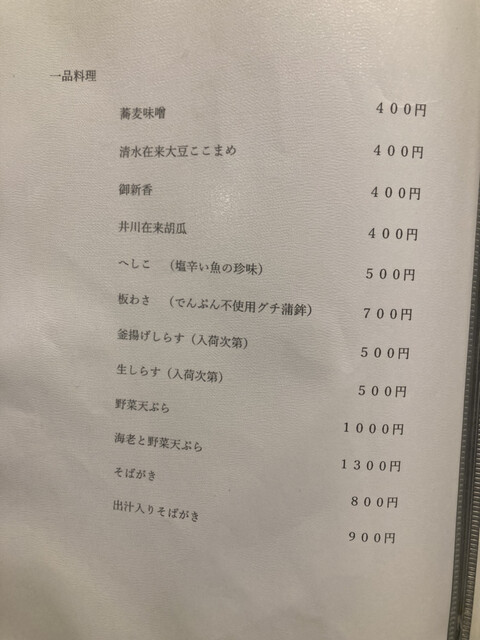 一品料理
蕎麦味噌 400円
清水在来大豆ここまめ 400円
御新香 400円
井川在来胡瓜 400円
へしこ (塩辛い魚の珍味) 500円
板わさ (でんぷん不使用グチ蒲鉾) 700円
釜揚げしらす(入荷次第) 500円
生しらす(入荷次第) 500円
野菜天ぷら 1000円
海老と野菜天ぷら 1300円
そばがき 800円
出汁入りそばがき 900円